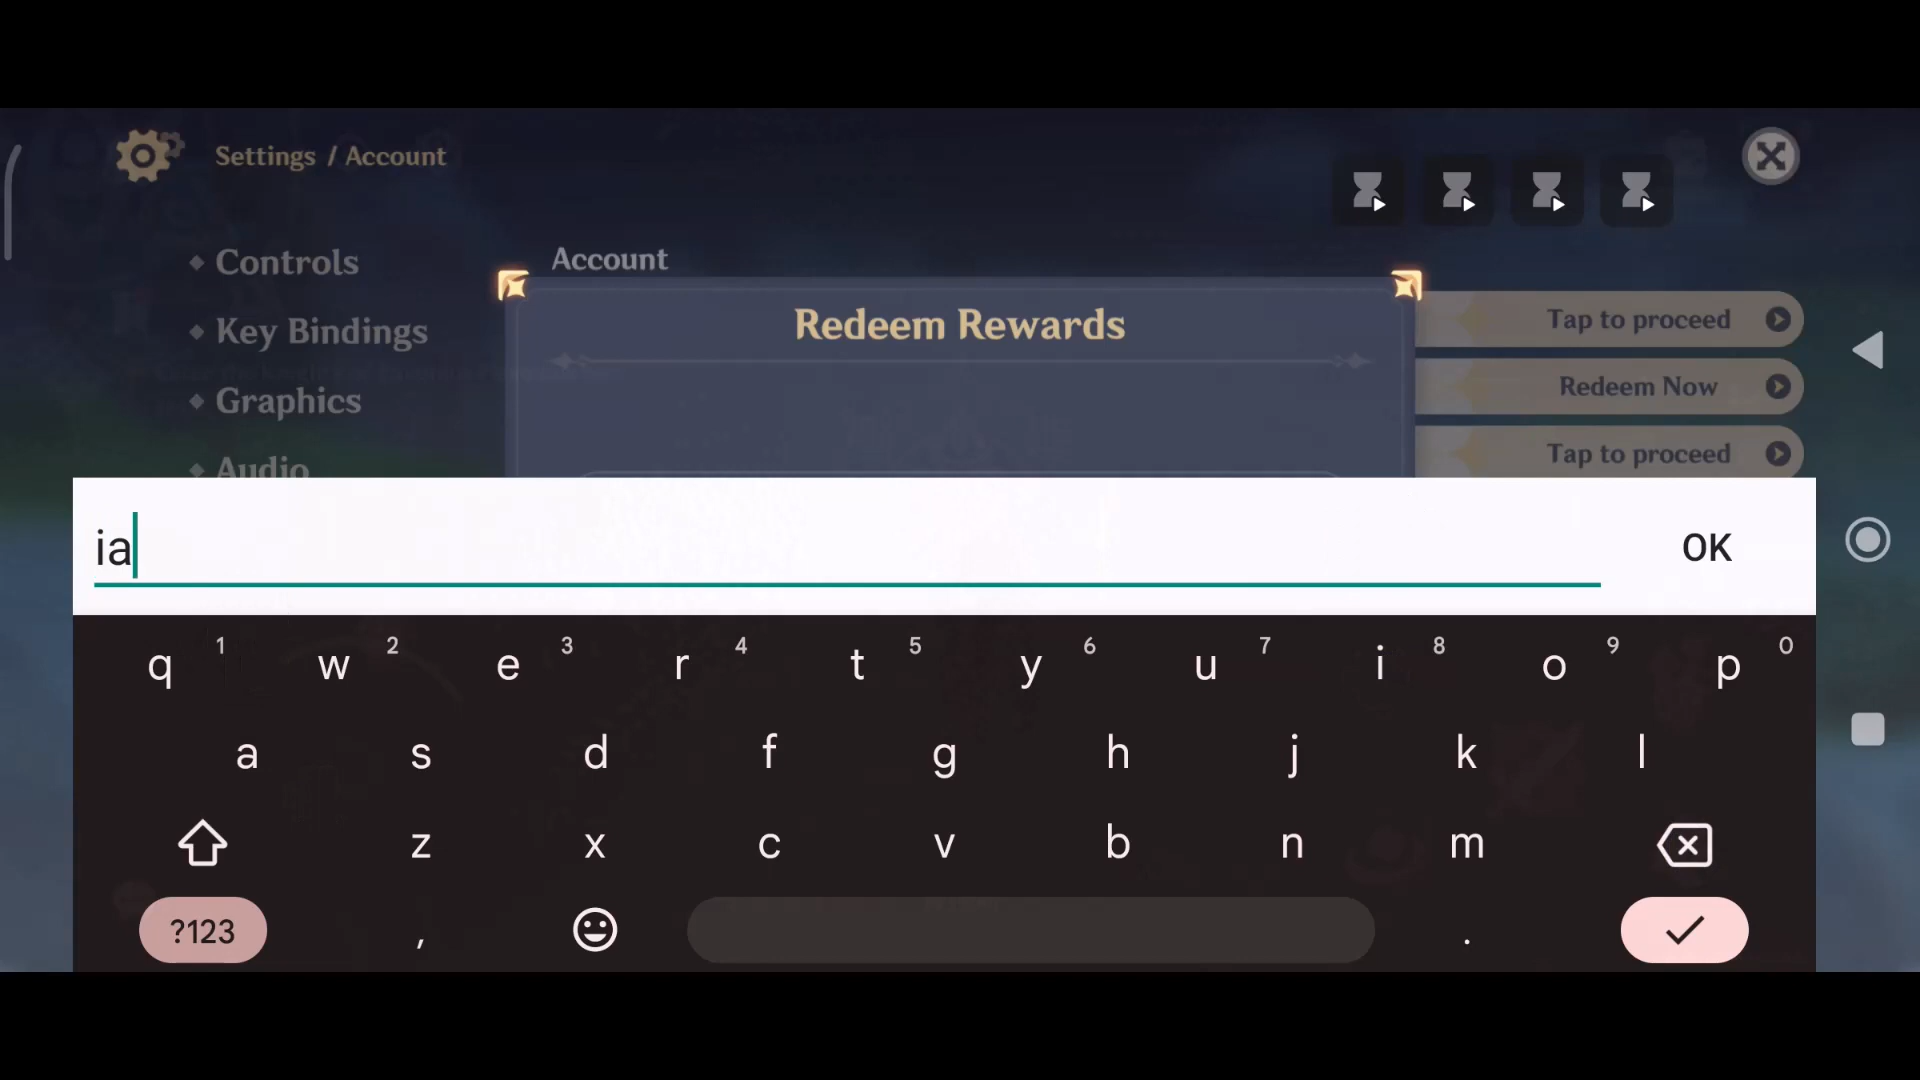 Settings / Account
Controls
Account
Redeem Rewards
Tap to proceed
Key Bindings
Redeem Now
Graphics
Tap to proceed
Audio
ia
OK
q 1 w 2 e 3 r 4 t 5 y 6 u 7 i 8 o 9 p 0
a s d f g h j k l
z x c v b n m
?123 , .